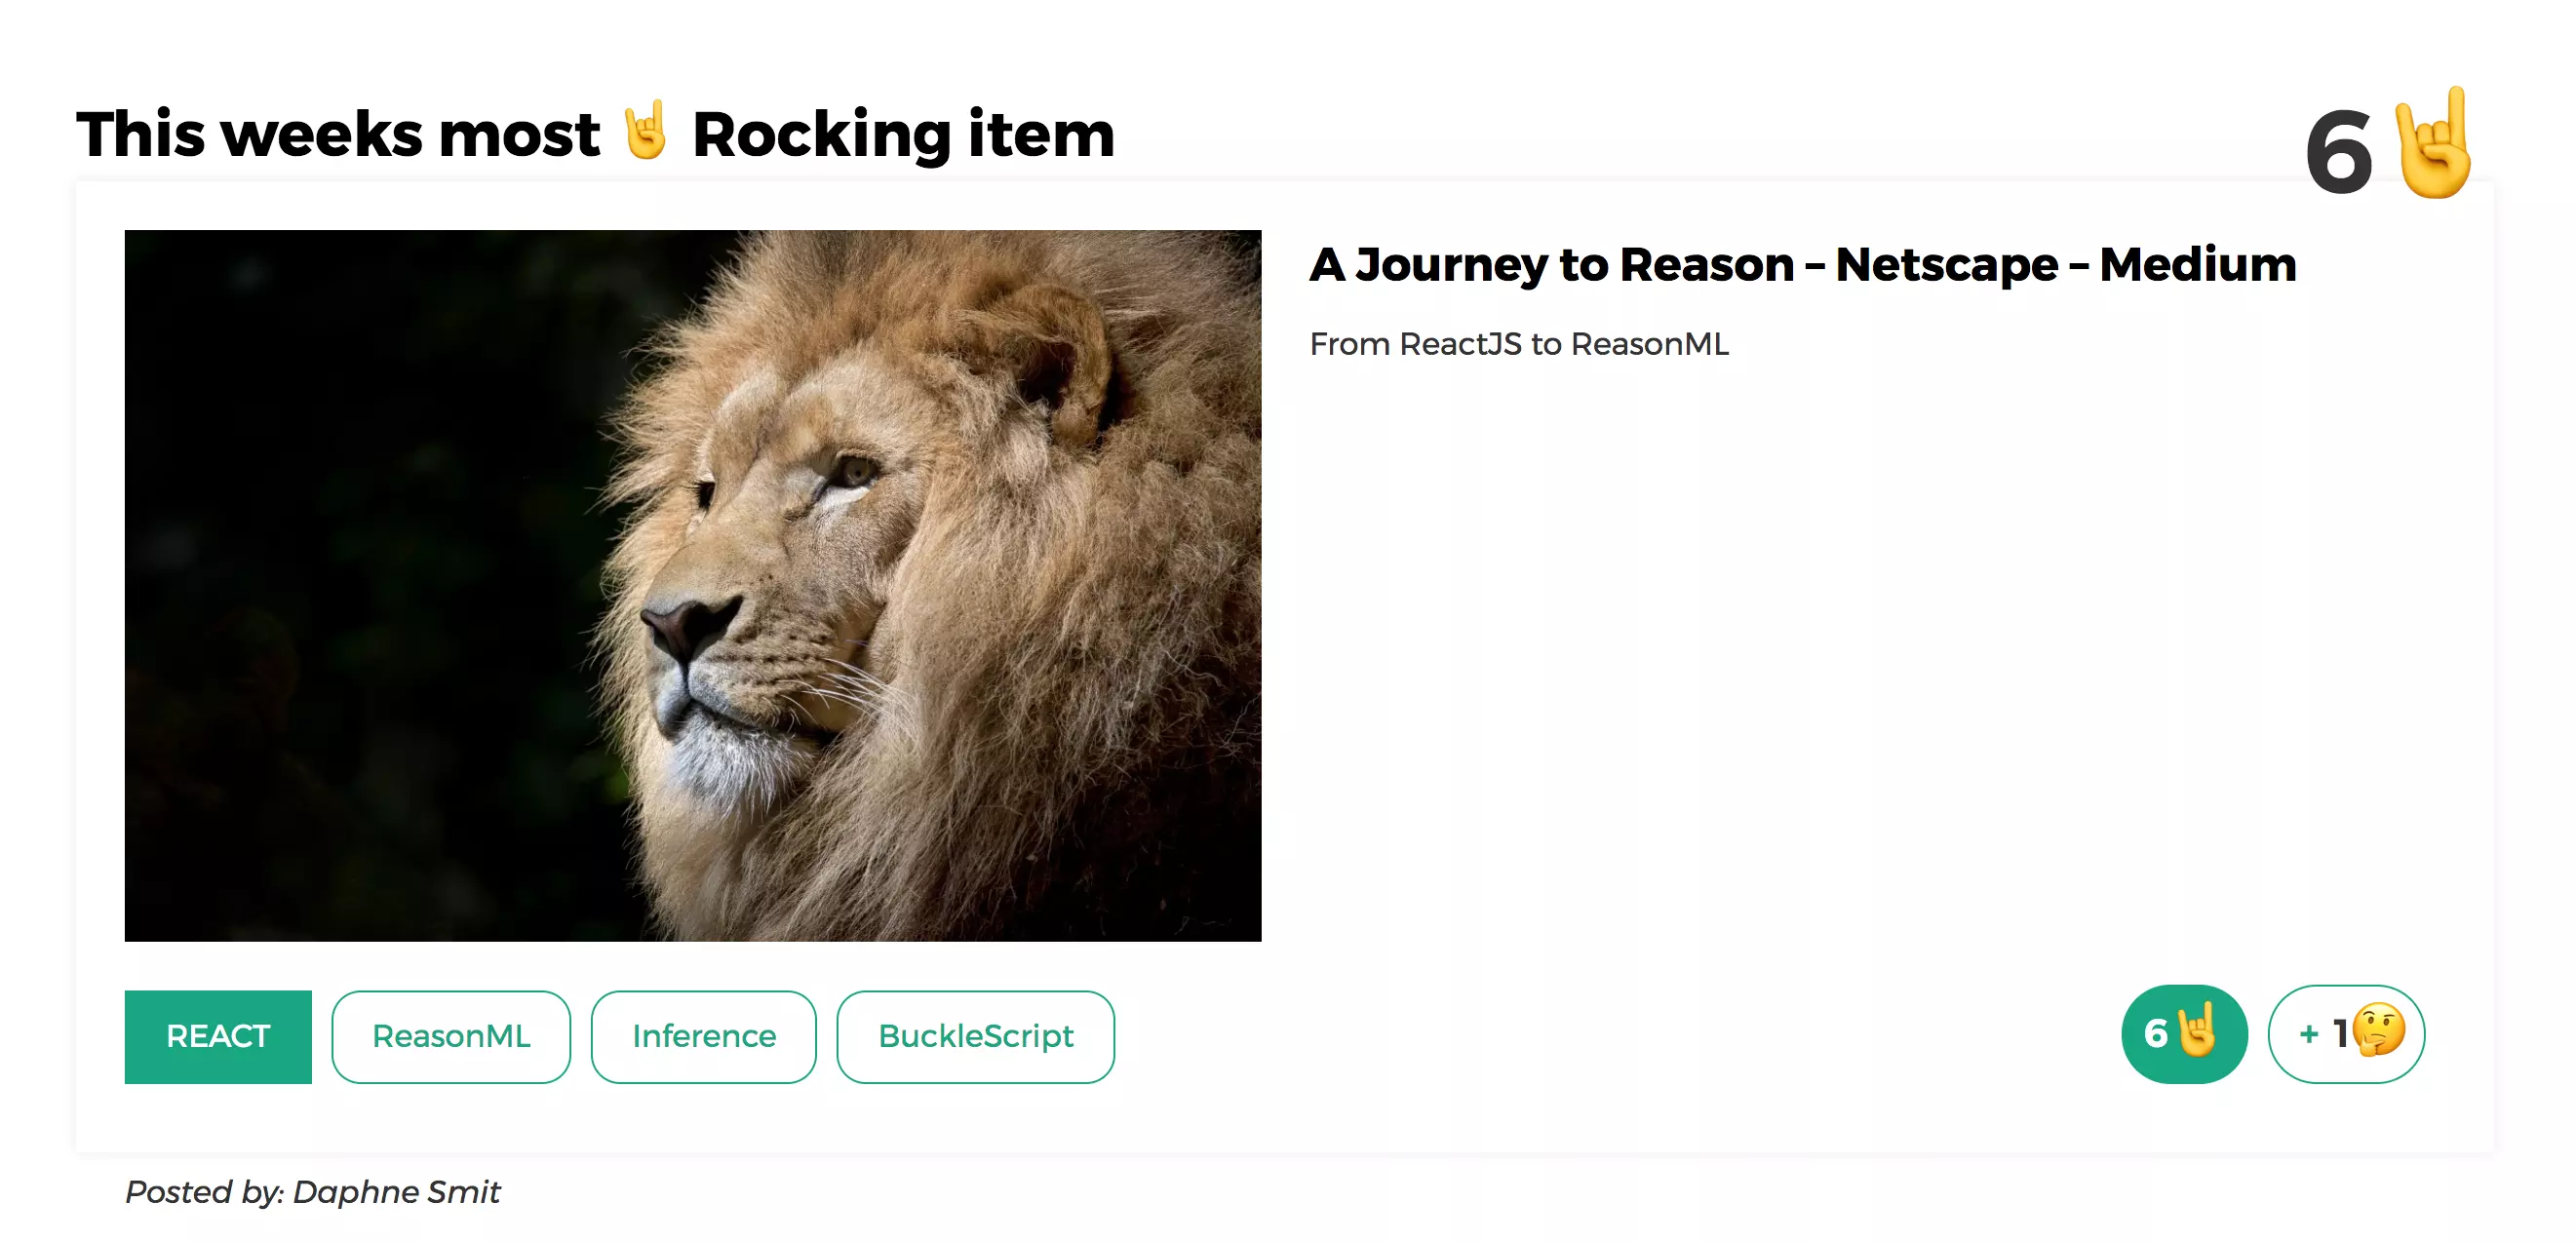 This weeks most 🤘 Rocking item
6🤘
A Journey to Reason – Netscape – Medium
From ReactJS to ReasonML
REACT
ReasonML
Inference
BuckleScript
6🤘
+ 1🤔
Posted by: Daphne Smit